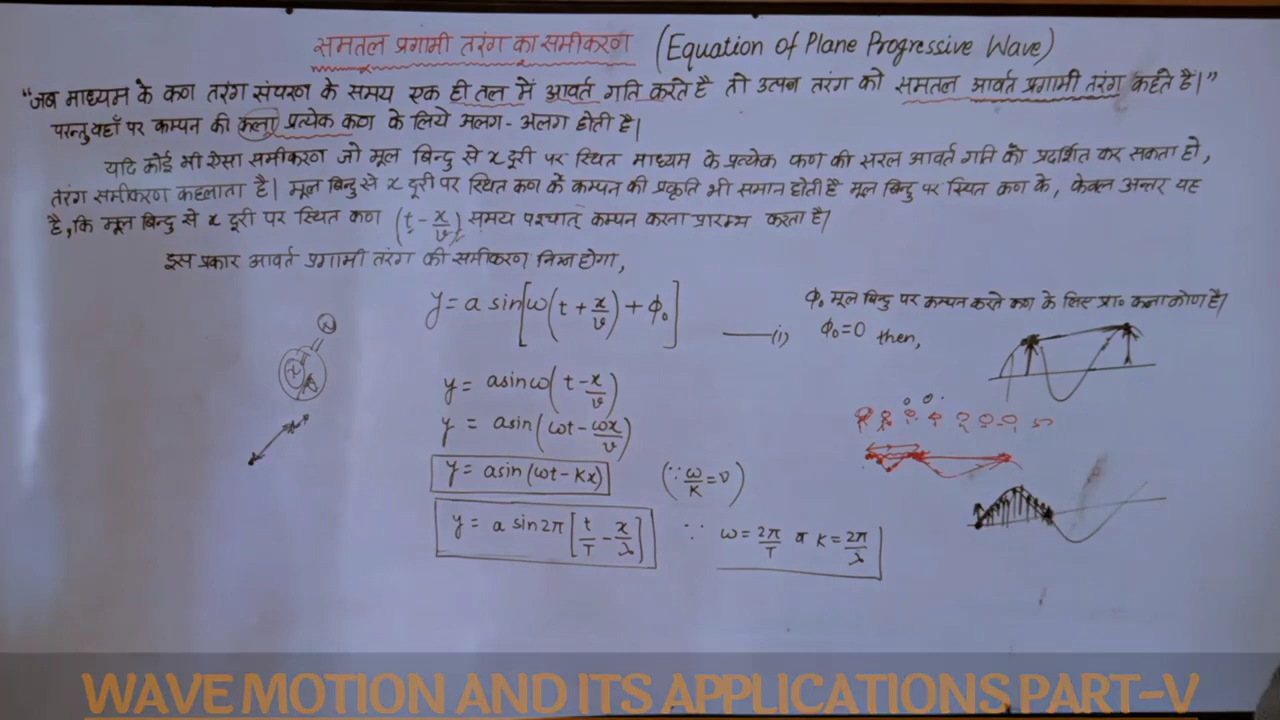 समतल प्रगामी तरंग का समीकरण (Equation of Plane Progressive Wave)
“जब माध्यम के कण तरंग संचरण के समय एक ही तल में आवर्त गति करते है तो उत्पन्न तरंग को समतल आवर्त प्रगामी तरंग कहते है।”
परन्तु यहाँ पर कम्पन की कला प्रत्येक कण के लिये अलग-अलग होती है।
यदि कोई भी ऐसा समीकरण जो मूल बिन्दु से x दूरी पर स्थित माध्यम के प्रत्येक कण की सरल आवर्त गति को प्रदर्शित कर सकता हो,
तरंग समीकरण कहलाता है। मूल बिन्दु से x दूरी पर स्थित कण के कम्पन की प्रकृति भी समान होती है मूल बिन्दु पर स्थित कण के, केवल अन्तर यह
है, कि मूल बिन्दु से x दूरी पर स्थित कण (t - x/v) समय पश्चात् कम्पन करना प्रारम्भ करता है।
इस प्रकार आवर्त प्रगामी तरंग की समीकरण निम्न होगा,
y = a sin[ω(t + x/v) + ϕ₀] —(i)
ϕ₀ मूल बिन्दु पर कम्पन करते कण के लिए प्रा० कला कोण है।
ϕ₀=0 then,
y = a sin ω(t - x/v)
y = a sin(ωt - ωx/v)
y = a sin(ωt - Kx) (∵ ω/K = v)
y = a sin 2π[t/T - x/λ] ∵ ω = 2π/T व K = 2π/λ
WAVE MOTION AND ITS APPLICATIONS PART-V